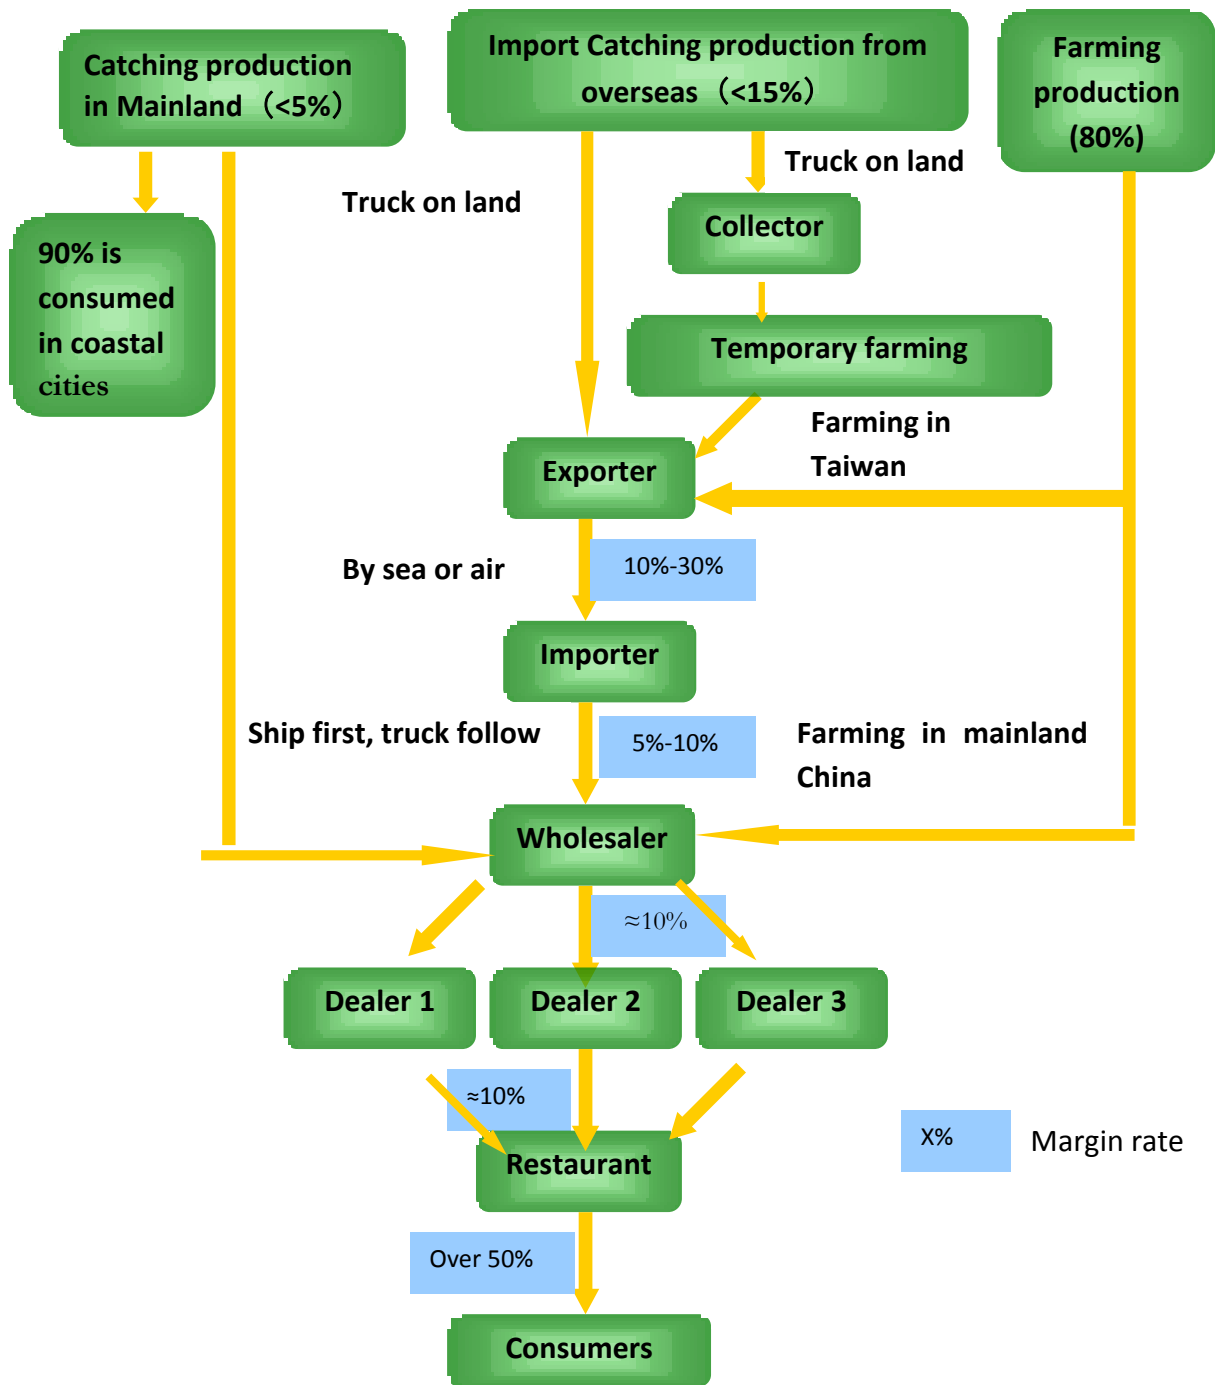 Catching production
in Mainland（<5%）
Import Catching production from
overseas（<15%）
Farming
production
(80%)
Truck on land
Truck on land
90% is
consumed
in coastal
cities
Collector
Temporary farming
Farming in
Taiwan
Exporter
By sea or air
10%-30%
Importer
Ship first, truck follow
5%-10%
Farming in mainland
China
Wholesaler
≈10%
Dealer 1
Dealer 2
Dealer 3
≈10%
Restaurant
X%
Margin rate
Over 50%
Consumers